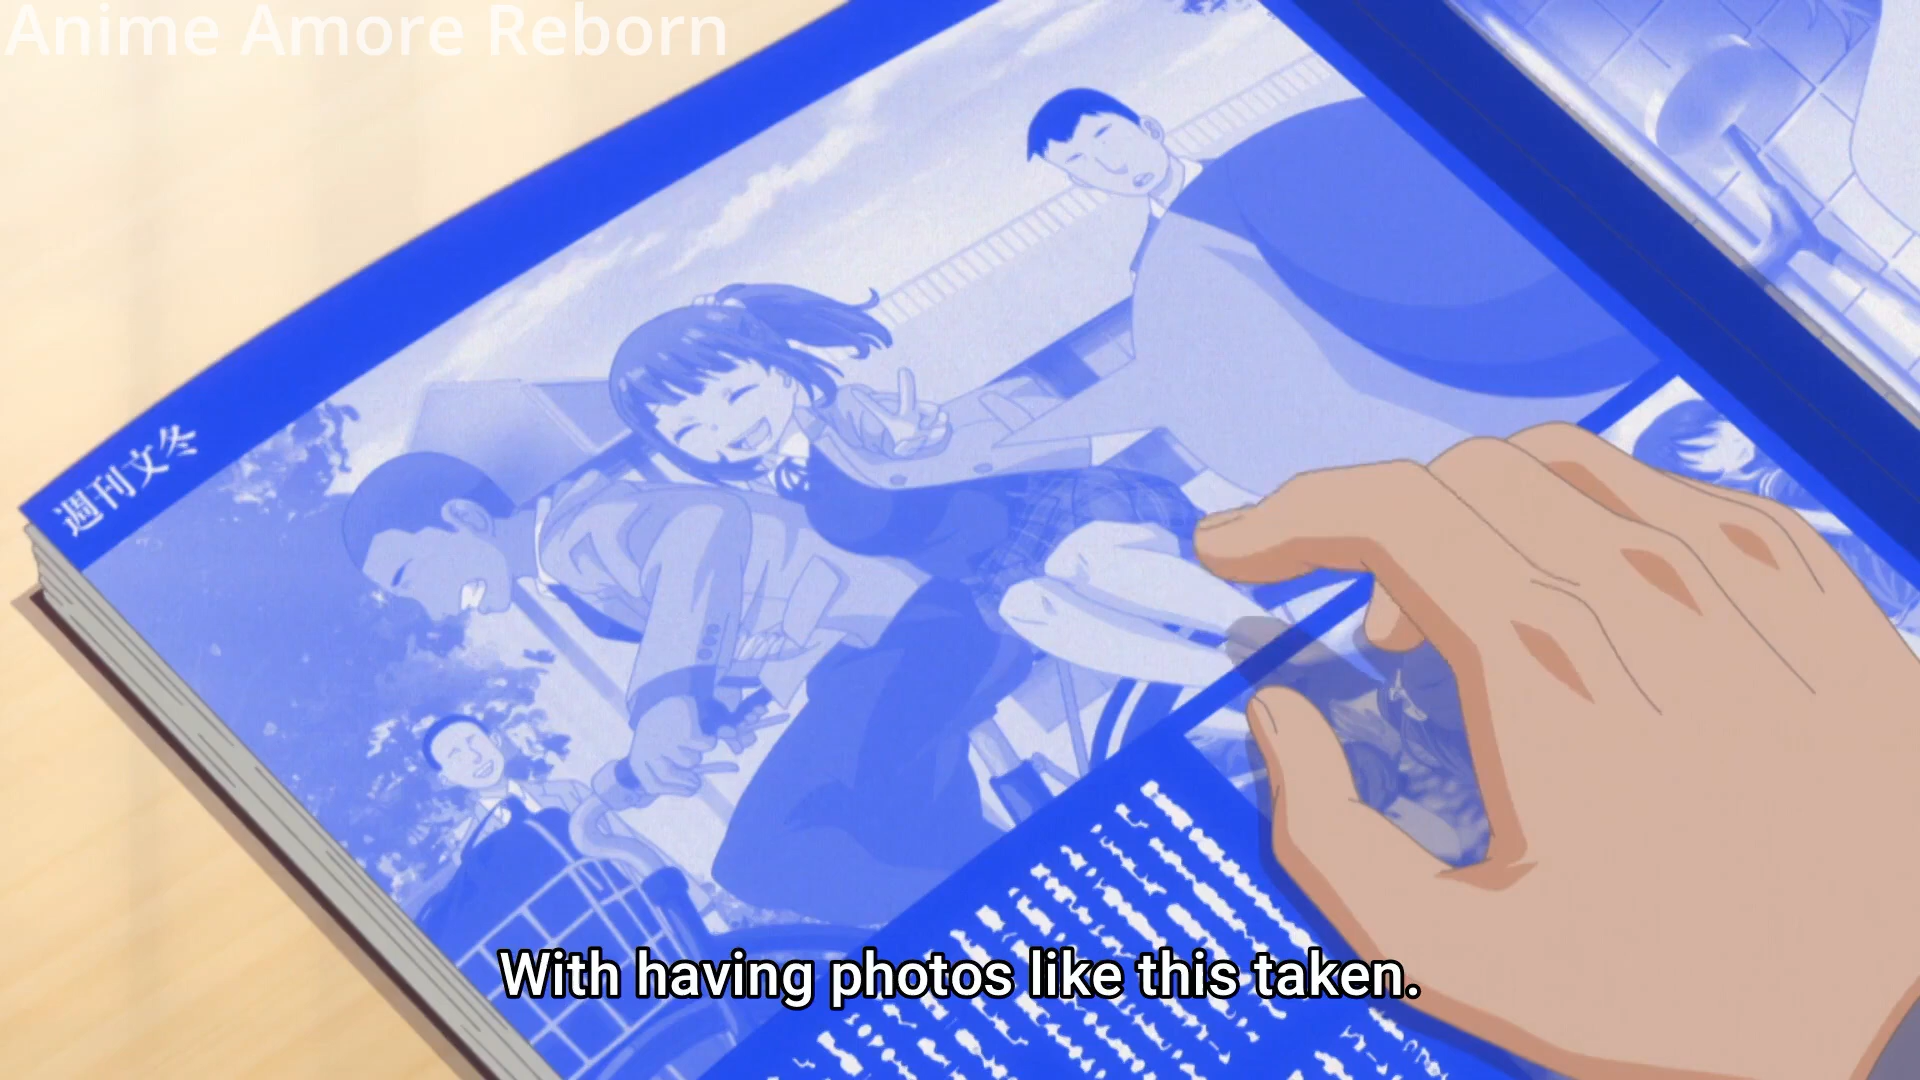 Anime Amore Reborn
週刊文冬
With having photos like this taken.